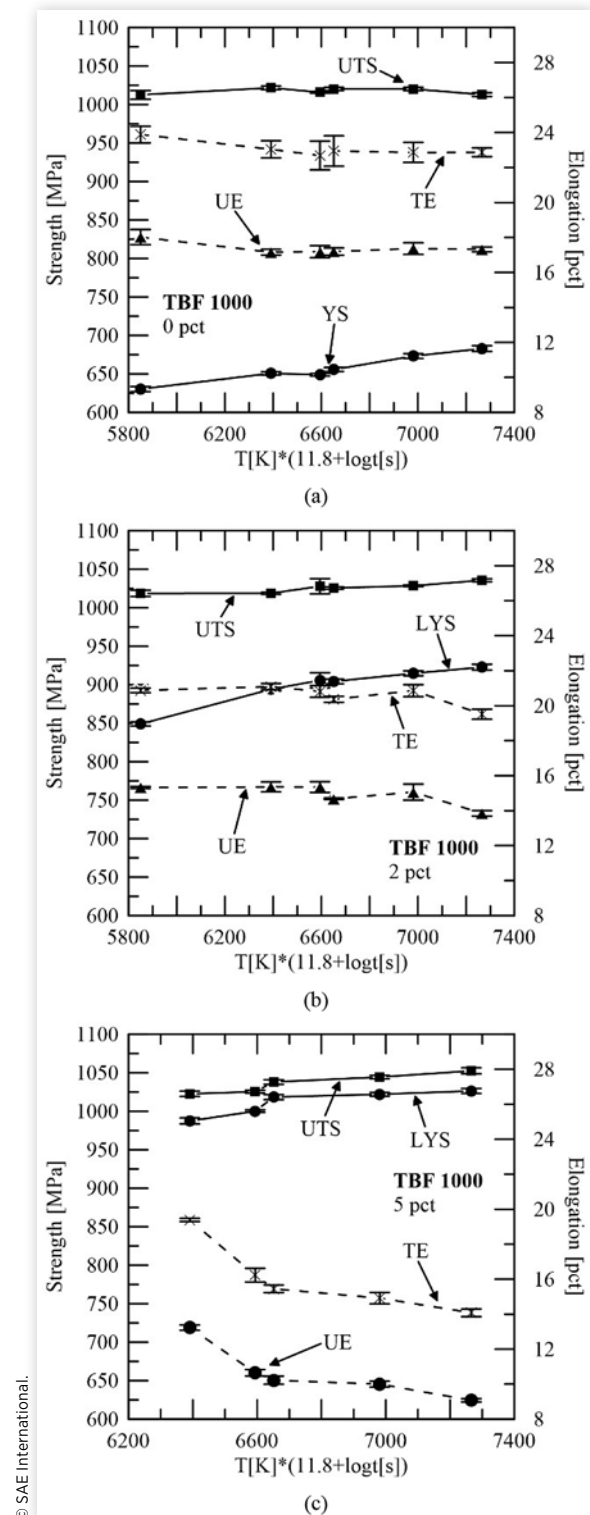 1100
1050
1000
950
900
850
800
750
700
650
600
Strength [MPa]
28
24
20
16
12
8
Elongation [pct]
UTS
TE
UE
YS
TBF 1000
0 pct
5800 6200 6600 7000 7400
T[K]*(11.8+logt[s])
(a)
1100
1050
1000
950
900
850
800
750
700
650
600
Strength [MPa]
28
24
20
16
12
8
Elongation [pct]
UTS
LYS
TE
UE
TBF 1000
2 pct
5800 6200 6600 7000 7400
T[K]*(11.8+logt[s])
(b)
1100
1050
1000
950
900
850
800
750
700
650
600
Strength [MPa]
28
24
20
16
12
8
Elongation [pct]
UTS
LYS
TBF 1000
5 pct
TE
UE
6200 6600 7000 7400
T[K]*(11.8+logt[s])
(c)
© SAE International.